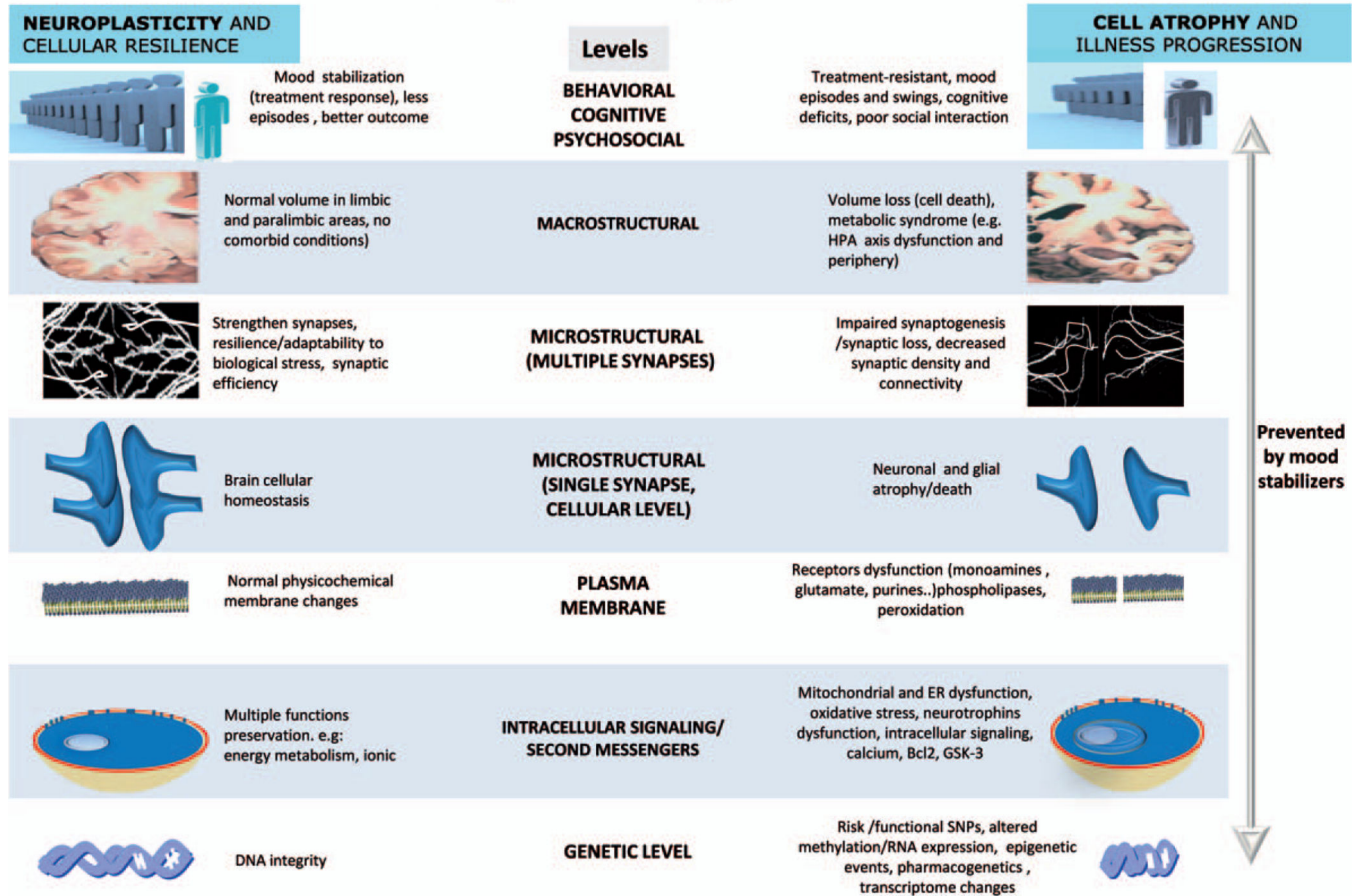 NEUROPLASTICITY AND
CELLULAR RESILIENCE
Levels
CELL ATROPHY AND
ILLNESS PROGRESSION
Mood stabilization
(treatment response), less
episodes , better outcome
BEHAVIORAL
COGNITIVE
PSYCHOSOCIAL
Treatment-resistant, mood
episodes and swings, cognitive
deficits, poor social interaction
Normal volume in limbic
and paralimbic areas, no
comorbid conditions)
MACROSTRUCTURAL
Volume loss (cell death),
metabolic syndrome (e.g.
HPA axis dysfunction and
periphery)
Strengthen synapses,
resilience/adaptability to
biological stress, synaptic
efficiency
MICROSTRUCTURAL
(MULTIPLE SYNAPSES)
Impaired synaptogenesis
/synaptic loss, decreased
synaptic density and
connectivity
Brain cellular
homeostasis
MICROSTRUCTURAL
(SINGLE SYNAPSE,
CELLULAR LEVEL)
Neuronal and glial
atrophy/death
Prevented
by mood
stabilizers
Normal physicochemical
membrane changes
PLASMA
MEMBRANE
Receptors dysfunction (monoamines ,
glutamate, purines..)phospholipases,
peroxidation
Multiple functions
preservation. e.g:
energy metabolism, ionic
INTRACELLULAR SIGNALING/
SECOND MESSENGERS
Mitochondrial and ER dysfunction,
oxidative stress, neurotrophins
dysfunction, intracellular signaling,
calcium, Bcl2, GSK-3
DNA integrity
GENETIC LEVEL
Risk /functional SNPs, altered
methylation/RNA expression, epigenetic
events, pharmacogenetics ,
transcriptome changes